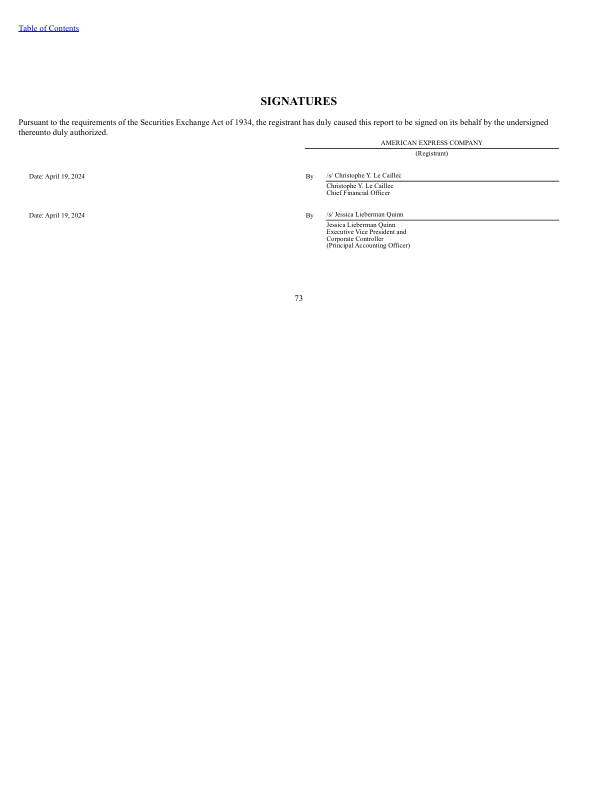 Table of Contents
SIGNATURES
Pursuant to the requirements of the Securities Exchange Act of 1934, the registrant has duly caused this report to be signed on its behalf by the undersigned
thereunto duly authorized.
AMERICAN EXPRESS COMPANY
(Registrant)
Date: April 19, 2024 By /s/ Christophe Y. Le Caillec
Christophe Y. Le Caillec
Chief Financial Officer
Date: April 19, 2024 By /s/ Jessica Lieberman Quinn
Jessica Lieberman Quinn
Executive Vice President and
Corporate Controller
(Principal Accounting Officer)
73